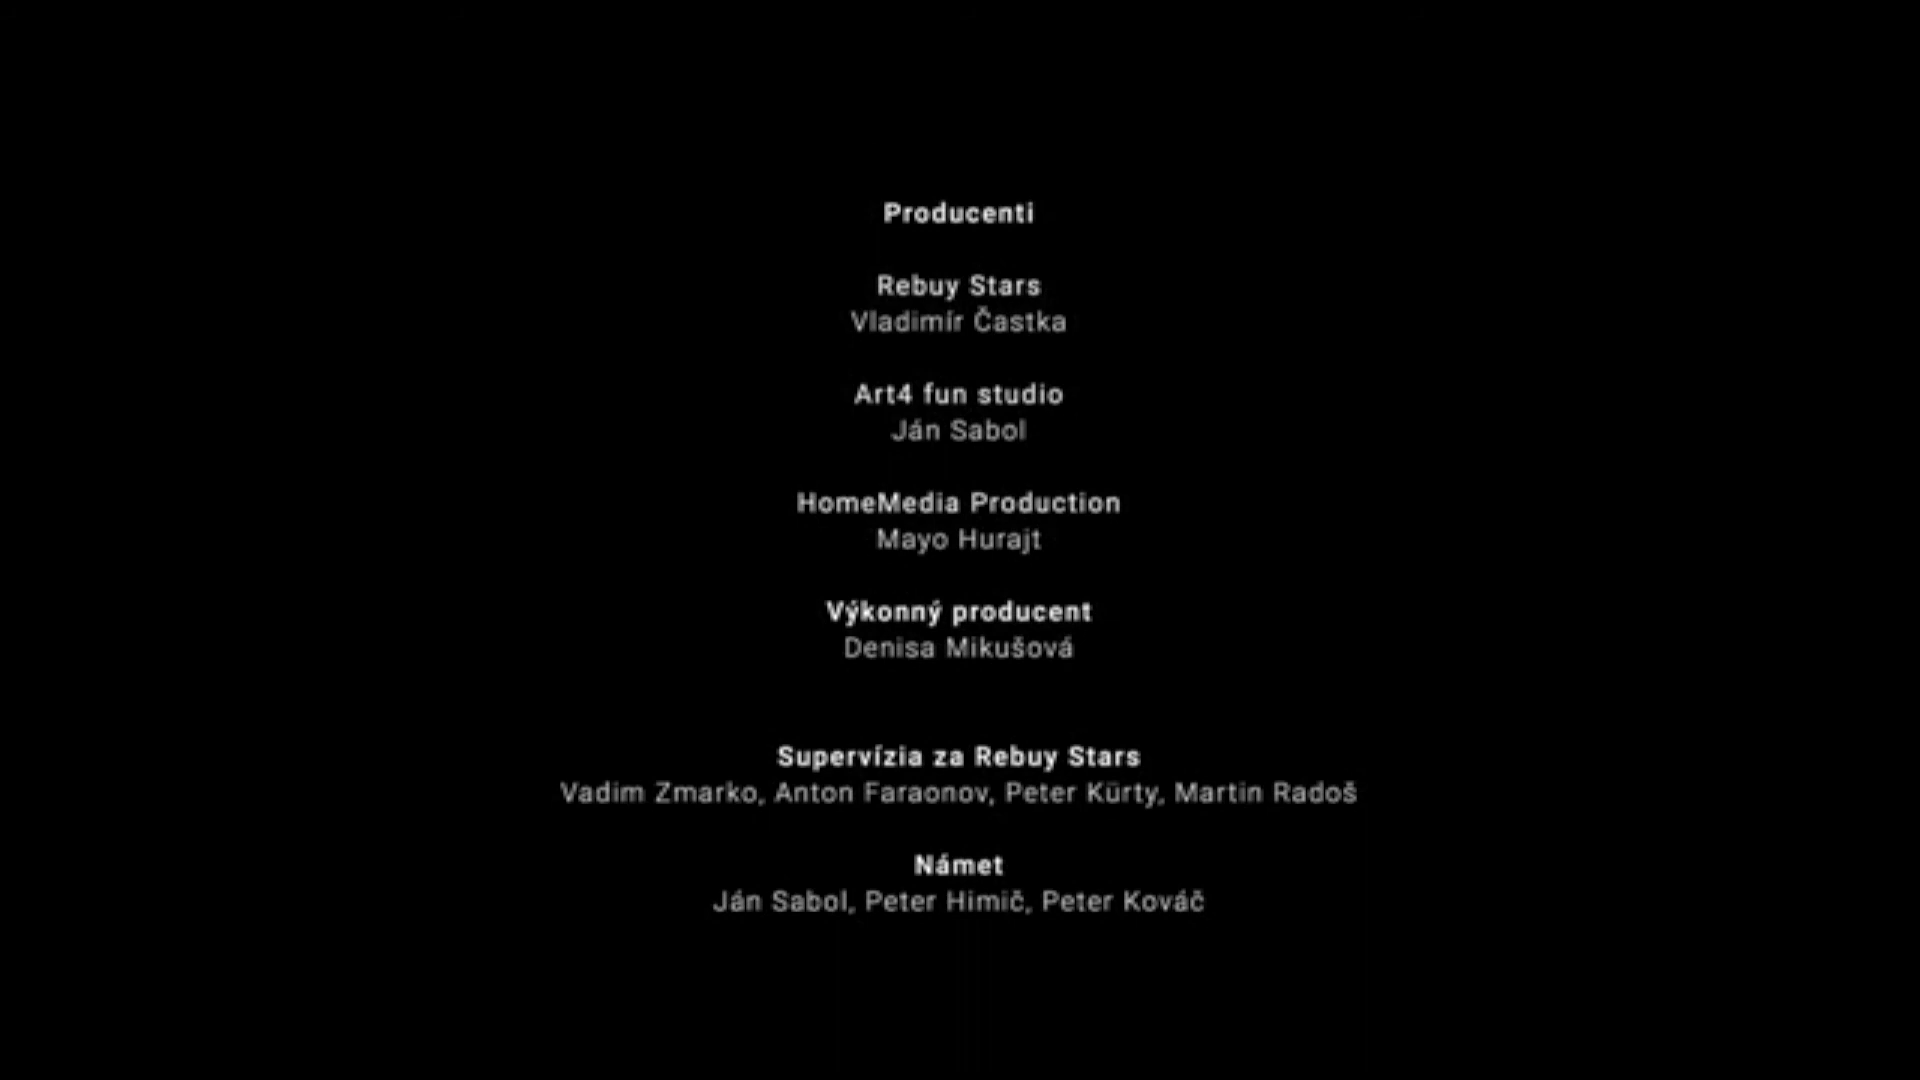 Producenti
Rebuy Stars
Vladimír Častka
Art4 fun studio
Ján Sabol
HomeMedia Production
Mayo Hurajt
Výkonný producent
Denisa Mikušová
Supervízia za Rebuy Stars
Vadim Zmarko, Anton Faraonov, Peter Kürty, Martin Radoš
Námet
Ján Sabol, Peter Himič, Peter Kováč